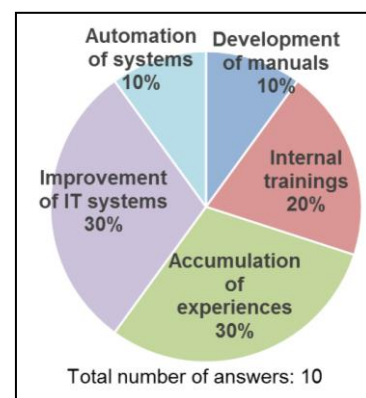 Automation
of systems
10%
Development
of manuals
10%
Internal
trainings
20%
Improvement
of IT systems
30%
Accumulation
of
experiences
30%
Total number of answers: 10